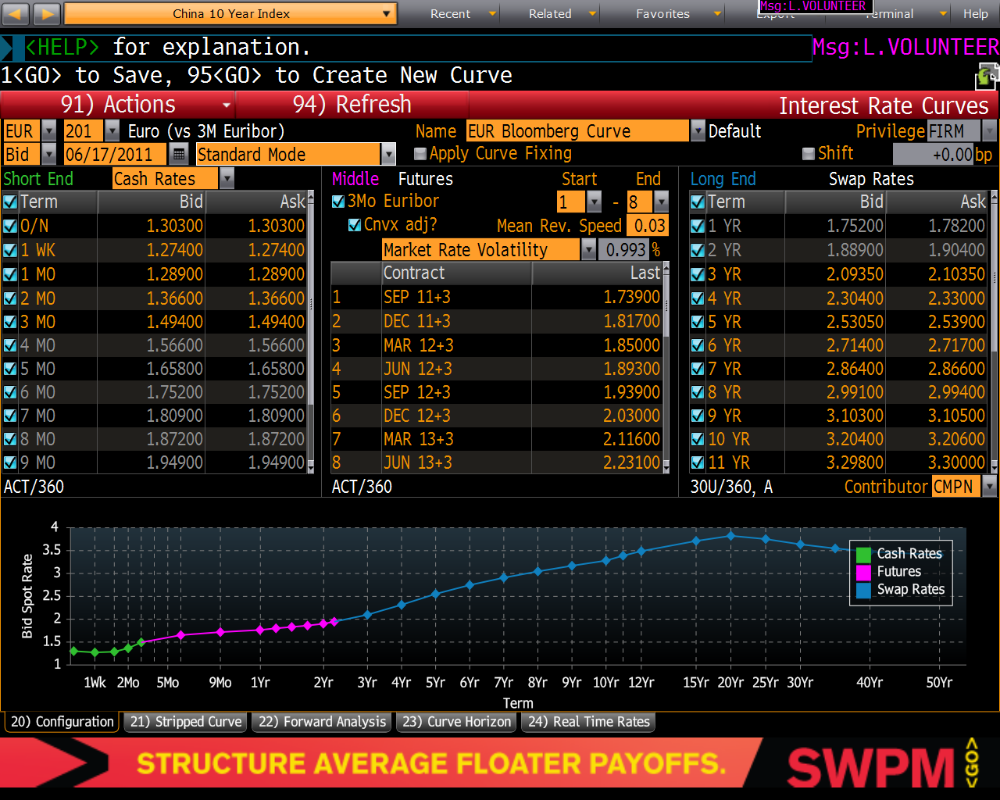 China 10 Year Index Recent Related Favorites Export Terminal Help
Msg:L.VOLUNTEER
<HELP> for explanation. Msg:L.VOLUNTEER
1<GO> to Save, 95<GO> to Create New Curve
91) Actions 94) Refresh Interest Rate Curves
EUR 201 Euro (vs 3M Euribor) Name EUR Bloomberg Curve Default Privilege FIRM
Bid 06/17/2011 Standard Mode Apply Curve Fixing Shift +0.00 bp
Short End Cash Rates
Term Bid Ask
O/N 1.30300 1.30300
1 WK 1.27400 1.27400
1 MO 1.28900 1.28900
2 MO 1.36600 1.36600
3 MO 1.49400 1.49400
4 MO 1.56600 1.56600
5 MO 1.65800 1.65800
6 MO 1.75200 1.75200
7 MO 1.80900 1.80900
8 MO 1.87200 1.87200
9 MO 1.94900 1.94900
ACT/360
Middle Futures Start End
3Mo Euribor 1 - 8
Cnvx adj? Mean Rev. Speed 0.03
Market Rate Volatility 0.993 %
Contract Last
1 SEP 11+3 1.73900
2 DEC 11+3 1.81700
3 MAR 12+3 1.85000
4 JUN 12+3 1.89300
5 SEP 12+3 1.93900
6 DEC 12+3 2.03000
7 MAR 13+3 2.11600
8 JUN 13+3 2.23100
ACT/360
Long End Swap Rates
Term Bid Ask
1 YR 1.75200 1.78200
2 YR 1.88900 1.90400
3 YR 2.09350 2.10350
4 YR 2.30400 2.33000
5 YR 2.53050 2.53900
6 YR 2.71400 2.71700
7 YR 2.86400 2.86600
8 YR 2.99100 2.99400
9 YR 3.10300 3.10500
10 YR 3.20400 3.20600
11 YR 3.29800 3.30000
30U/360, A Contributor CMPN
Bid Spot Rate
4
3.5
3
2.5
2
1.5
1
Cash Rates
Futures
Swap Rates
1Wk 2Mo 5Mo 9Mo 1Yr 2Yr 3Yr 4Yr 5Yr 6Yr 7Yr 8Yr 9Yr 10Yr 12Yr 15Yr 20Yr 25Yr 30Yr 40Yr 50Yr
Term
20) Configuration 21) Stripped Curve 22) Forward Analysis 23) Curve Horizon 24) Real Time Rates
STRUCTURE AVERAGE FLOATER PAYOFFS. SWPM <GO>